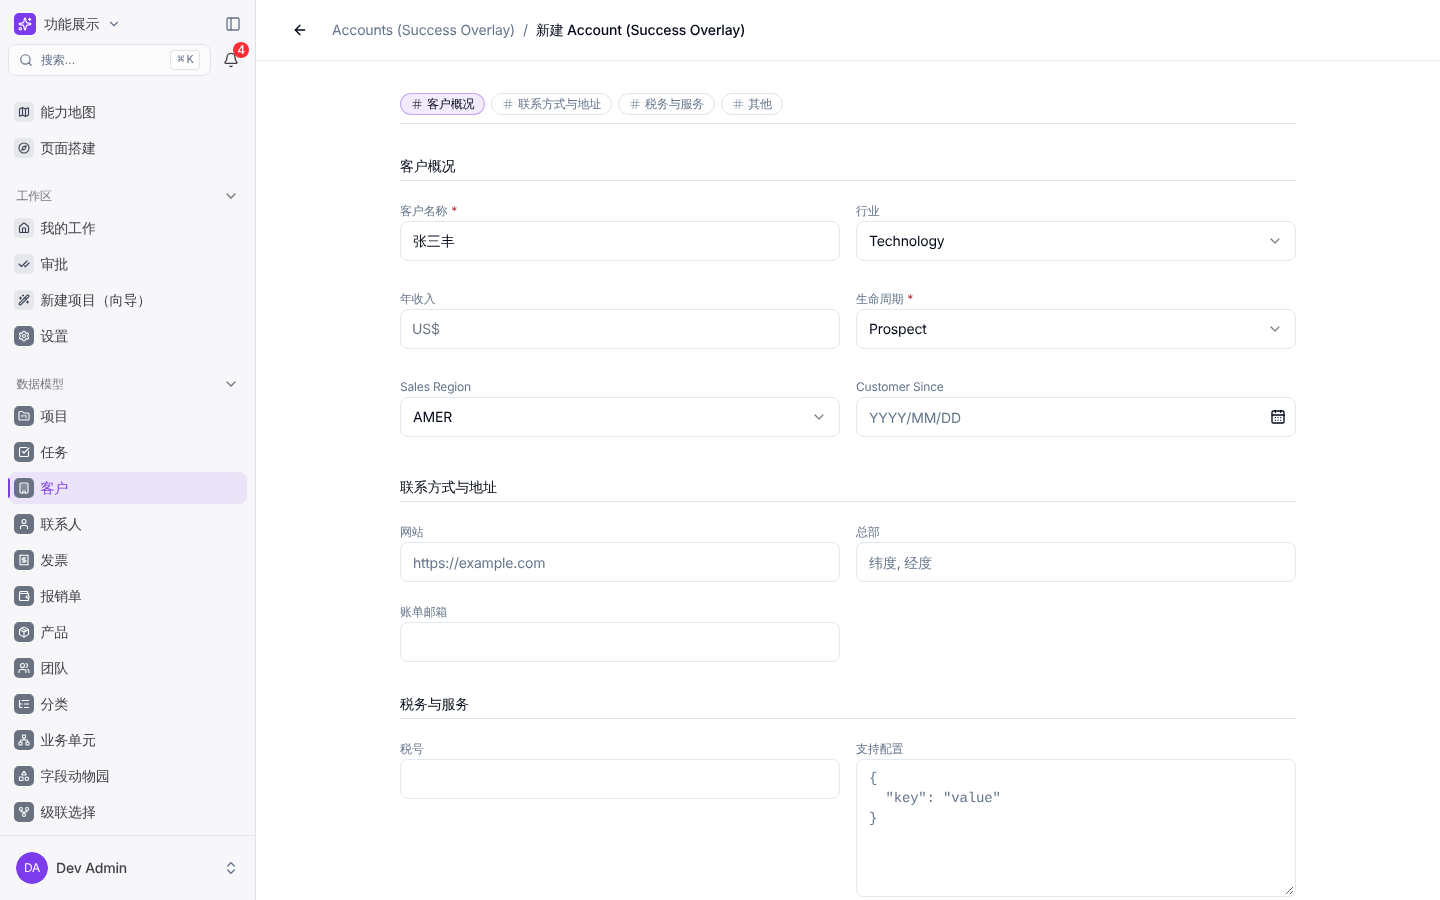 功能展示
搜索...
⌘K
4
能力地图
页面搭建
工作区
我的工作
审批
新建项目（向导）
设置
数据模型
项目
任务
客户
联系人
发票
报销单
产品
团队
分类
业务单元
字段动物园
级联选择
DA
Dev Admin
Accounts (Success Overlay) / 新建 Account (Success Overlay)
# 客户概况
# 联系方式与地址
# 税务与服务
# 其他
客户概况
客户名称 *
张三丰
行业
Technology
年收入
US$
生命周期 *
Prospect
Sales Region
AMER
Customer Since
YYYY/MM/DD
联系方式与地址
网站
https://example.com
总部
纬度, 经度
账单邮箱
税务与服务
税号
支持配置
{
"key": "value"
}